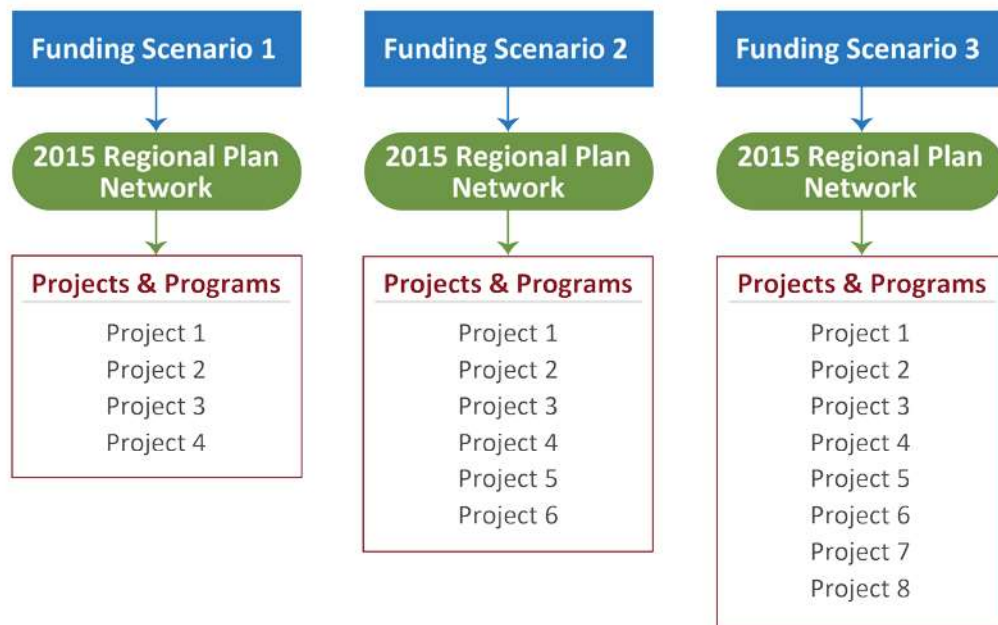 Funding Scenario 1
2015 Regional Plan
Network
Projects & Programs
Project 1
Project 2
Project 3
Project 4
Funding Scenario 2
2015 Regional Plan
Network
Projects & Programs
Project 1
Project 2
Project 3
Project 4
Project 5
Project 6
Funding Scenario 3
2015 Regional Plan
Network
Projects & Programs
Project 1
Project 2
Project 3
Project 4
Project 5
Project 6
Project 7
Project 8